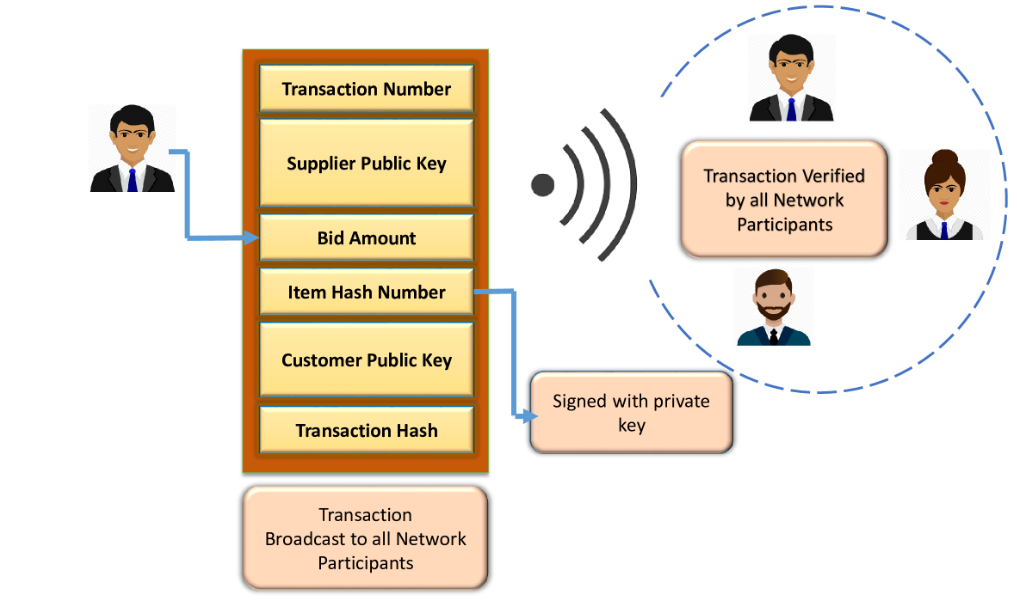 Transaction Number
Supplier Public Key
Bid Amount
Item Hash Number
Customer Public Key
Transaction Hash
Transaction
Broadcast to all Network
Participants
Transaction Verified
by all Network
Participants
Signed with private
key